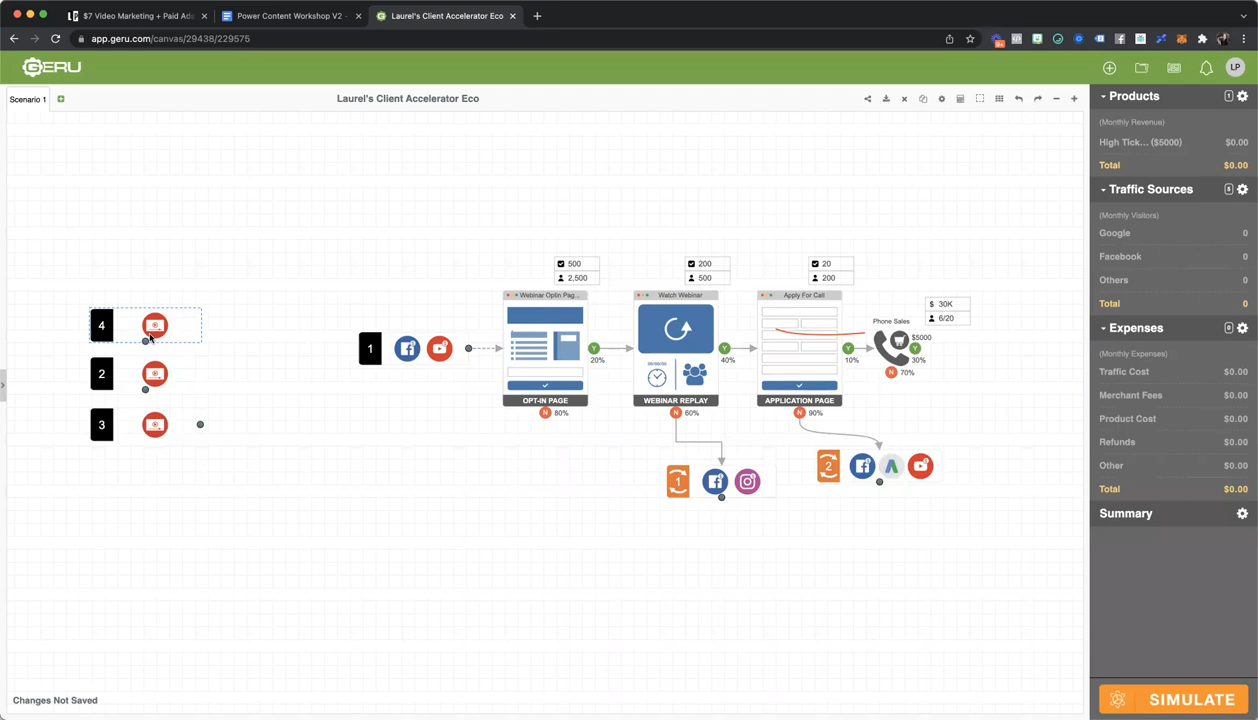 $7 Video Marketing + Paid Ads
Power Content Workshop V2 -
Laurel's Client Accelerator Eco
app.geru.com/canvas/29438/229575
GERU
LP
Scenario 1
Laurel's Client Accelerator Eco
500
2,500
200
500
20
200
Webinar OptIn Pag...
Watch Webinar
Apply For Call
$ 30K
6/20
Phone Sales
$5000
4
1
Y
20%
Y
40%
Y
10%
Y
30%
N 70%
2
OPT-IN PAGE
WEBINAR REPLAY
APPLICATION PAGE
N 80%
N 60%
N 90%
3
1
2
Changes Not Saved
Products
1
(Monthly Revenue)
High Tick... ($5000) $0.00
Total $0.00
Traffic Sources
(Monthly Visitors)
Google 0
Facebook 0
Others 0
Total 0
Expenses
0
(Monthly Expenses)
Traffic Cost $0.00
Merchant Fees $0.00
Product Cost $0.00
Refunds $0.00
Other $0.00
Total $0.00
Summary
SIMULATE